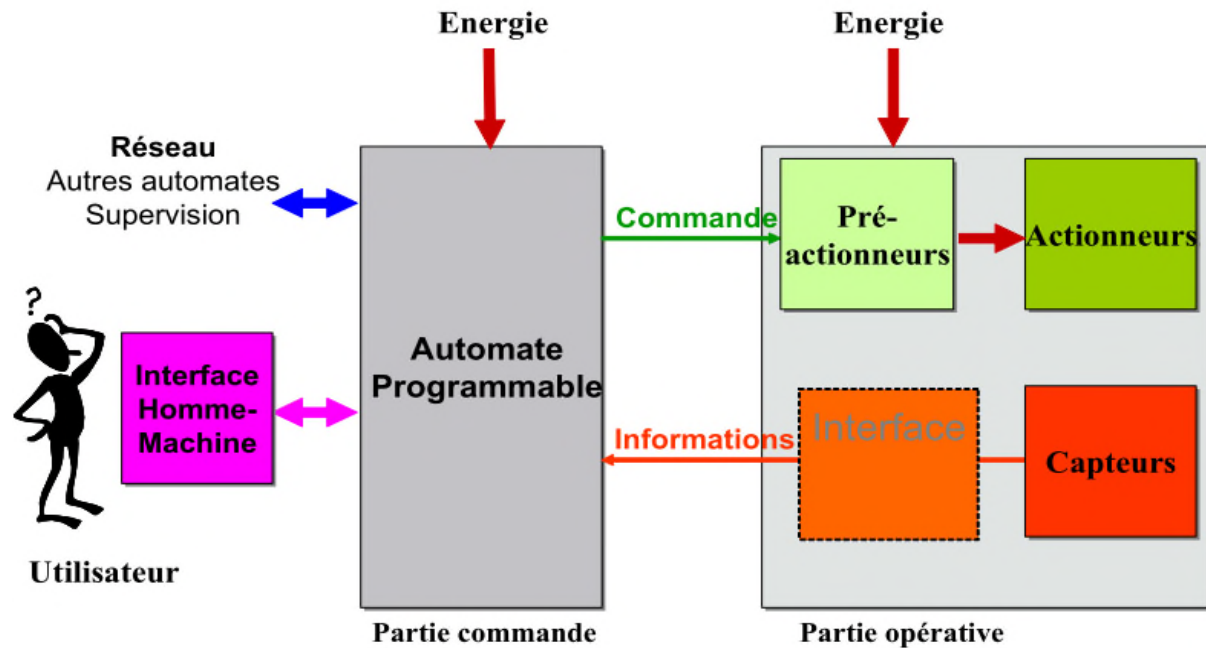 Energie
Energie
Réseau
Autres automates
Supervision
Commande
Pré-
actionneurs
Actionneurs
?
Interface
Homme-
Machine
Automate
Programmable
Informations
Interface
Capteurs
Utilisateur
Partie commande
Partie opérative